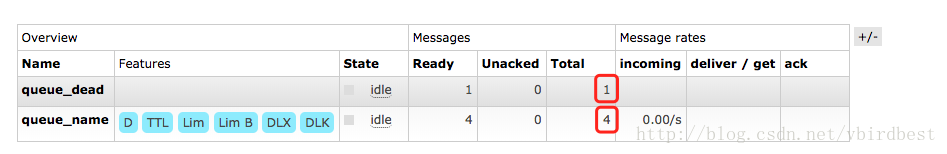 Overview Messages Message rates +/-
Name Features State Ready Unacked Total incoming deliver / get ack
queue_dead idle 1 0 1
queue_name D TTL Lim Lim B DLX DLK idle 4 0 4 0.00/s
http://blog.csdn.net/ybirdbest